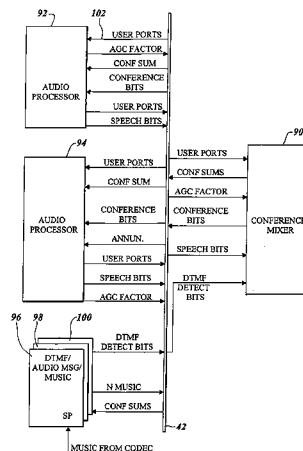 92
102
USER PORTS
AGC FACTOR
CONF SUM
CONFERENCE
BITS
USER PORTS
SPEECH BITS
AUDIO
PROCESSOR
94
USER PORTS
CONF SUM
CONFERENCE
BITS
ANNUN.
USER PORTS
SPEECH BITS
AGC FACTOR
AUDIO
PROCESSOR
90
USER PORTS
CONF SUMS
AGC FACTOR
CONFERENCE
BITS
SPEECH BITS
DTMF
DETECT
BITS
CONFERENCE
MIXER
96
98
100
DTMF/
AUDIO MSG/
MUSIC
SP
DTMF
DETECT BITS
N MUSIC
CONF SUMS
42
MUSIC FROM CODEC